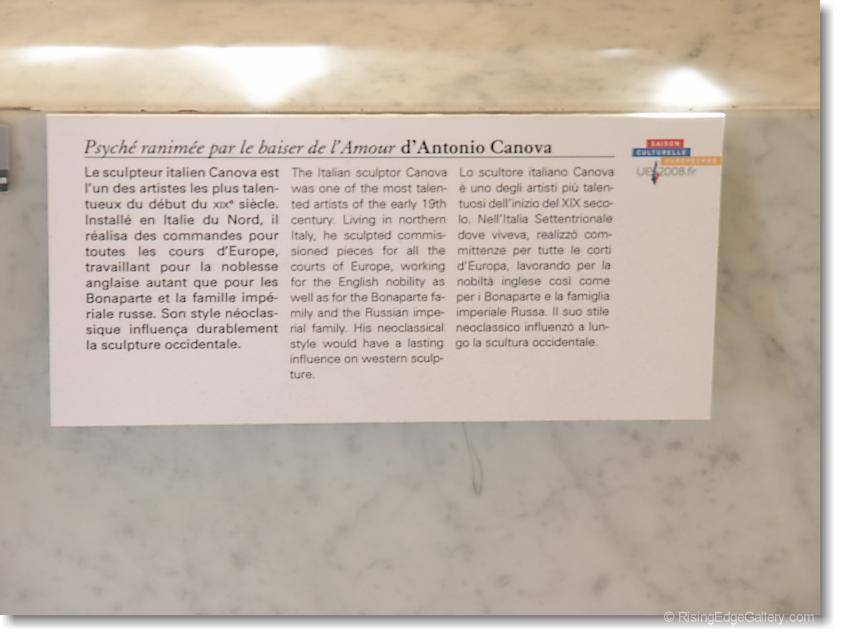 Psyché ranimée par le baiser de l'Amour d'Antonio Canova
Le sculpteur italien Canova est
l'un des artistes les plus talen-
tueux du début du XIXe siècle.
Installé en Italie du Nord, il
réalisa des commandes pour
toutes les cours d'Europe,
travaillant pour la noblesse
anglaise autant que pour les
Bonaparte et la famille impé-
riale russe. Son style néoclas-
sique influença durablement
la sculpture occidentale.
The Italian sculptor Canova
was one of the most talen-
ted artists of the early 19th
century. Living in northern
Italy, he sculpted commis-
sioned pieces for all the
courts of Europe, working
for the English nobility as
well as for the Bonaparte fa-
mily and the Russian impe-
rial family. His neoclassical
style would have a lasting
influence on western sculp-
ture.
Lo scultore italiano Canova
è uno degli artisti più talen-
tuosi dell'inizio del XIX seco-
lo. Nell'Italia Settentrionale
dove viveva, realizzò com-
mittenze per tutte le corti
d'Europa, lavorando per la
nobiltà inglese così come
per i Bonaparte e la famiglia
imperiale Russa. Il suo stile
neoclassico influenzò a lun-
go la scultura occidentale.
SAISON
CULTURELLE
EUROPÉENNE
UE2008.fr
© RisingEdgeGallery.com